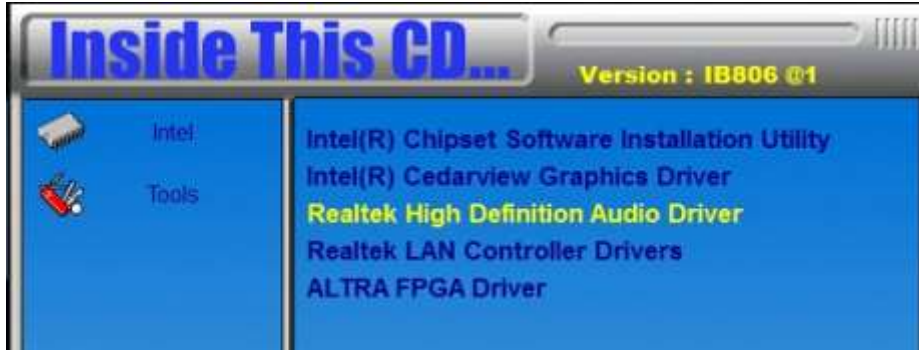 Inside This CD...
Version : IB806 @1
Intel
Tools
Intel(R) Chipset Software Installation Utility
Intel(R) Cedarview Graphics Driver
Realtek High Definition Audio Driver
Realtek LAN Controller Drivers
ALTRA FPGA Driver